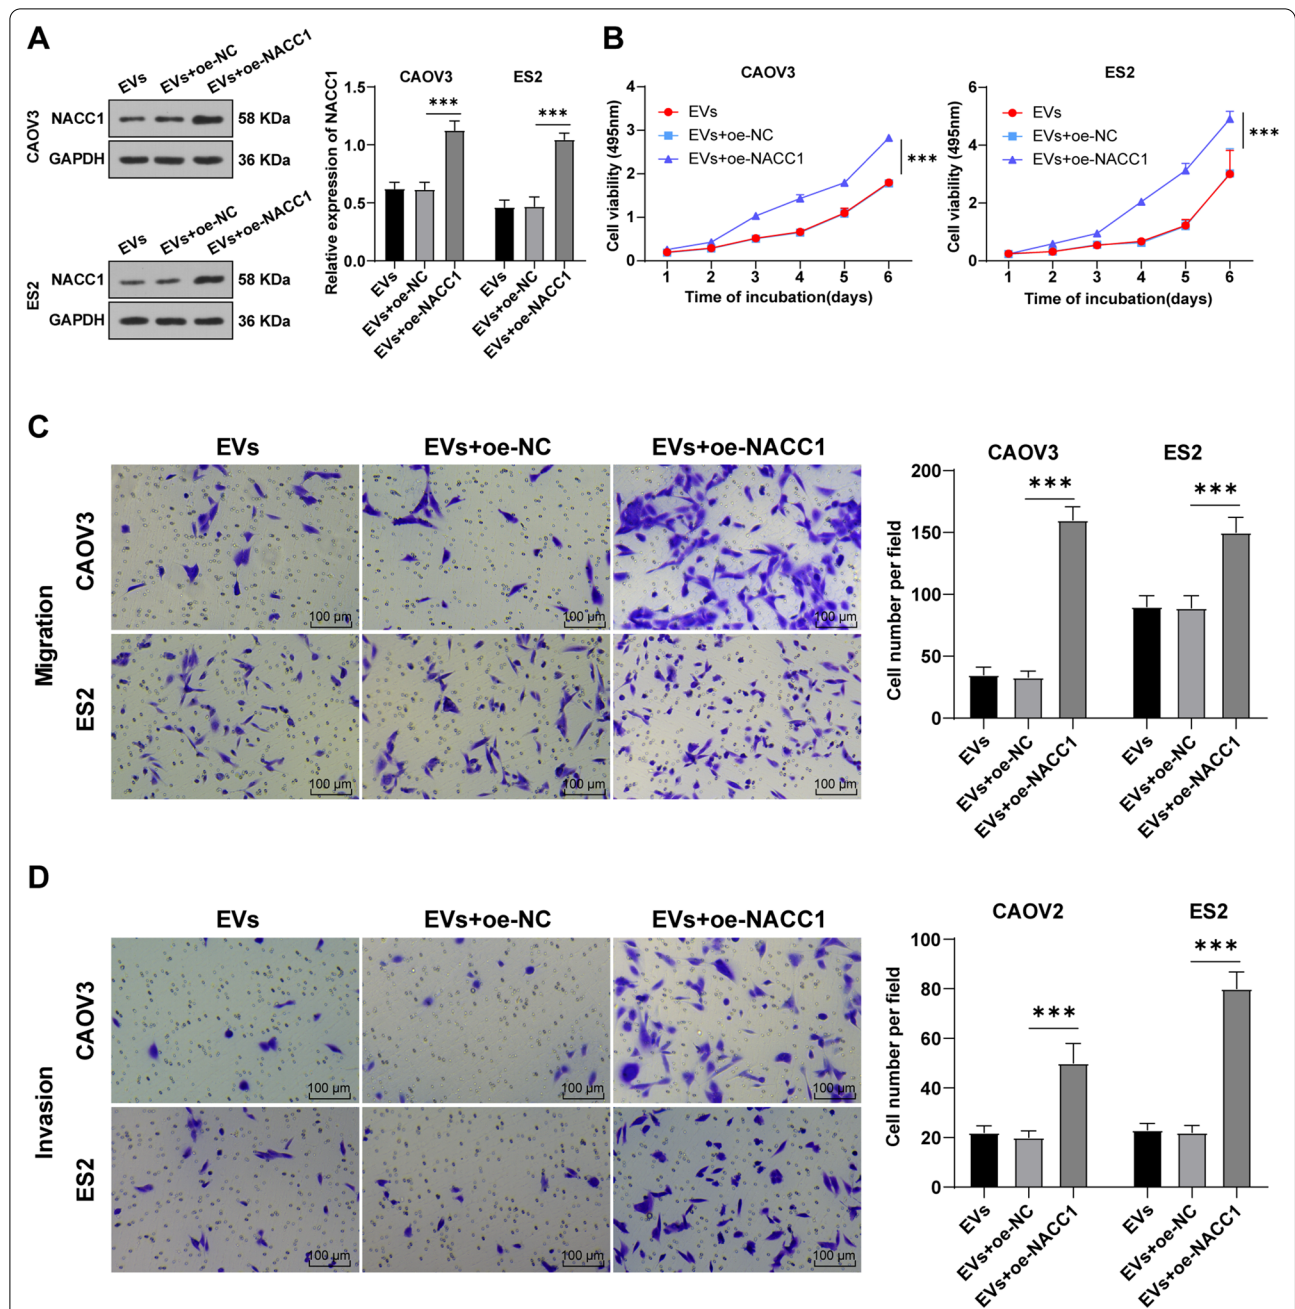 A
EVs
EVs+oe-NC
EVs+oe-NACC1
CAOV3
NACC1
58 KDa
GAPDH
36 KDa
EVs
EVs+oe-NC
EVs+oe-NACC1
ES2
NACC1
58 KDa
GAPDH
36 KDa
CAOV3
ES2
Relative expression of NACC1
1.5
1.0
0.5
0.0
***
***
EVs
EVs+oe-NC
EVs+oe-NACC1
EVs
EVs+oe-NC
EVs+oe-NACC1
B
CAOV3
Cell viability (495nm)
4
3
2
1
0
EVs
EVs+oe-NC
EVs+oe-NACC1
***
1 2 3 4 5 6
Time of incubation(days)
ES2
Cell viability (495nm)
6
4
2
0
EVs
EVs+oe-NC
EVs+oe-NACC1
***
1 2 3 4 5 6
Time of incubation(days)
C
EVs
EVs+oe-NC
EVs+oe-NACC1
Migration
CAOV3
100 μm
100 μm
100 μm
ES2
100 μm
100 μm
100 μm
CAOV3
ES2
Cell number per field
200
150
100
50
0
***
***
EVs
EVs+oe-NC
EVs+oe-NACC1
EVs
EVs+oe-NC
EVs+oe-NACC1
D
EVs
EVs+oe-NC
EVs+oe-NACC1
Invasion
CAOV3
100 μm
100 μm
100 μm
ES2
100 μm
100 μm
100 μm
CAOV2
ES2
Cell number per field
100
80
60
40
20
0
***
***
EVs
EVs+oe-NC
EVs+oe-NACC1
EVs
EVs+oe-NC
EVs+oe-NACC1